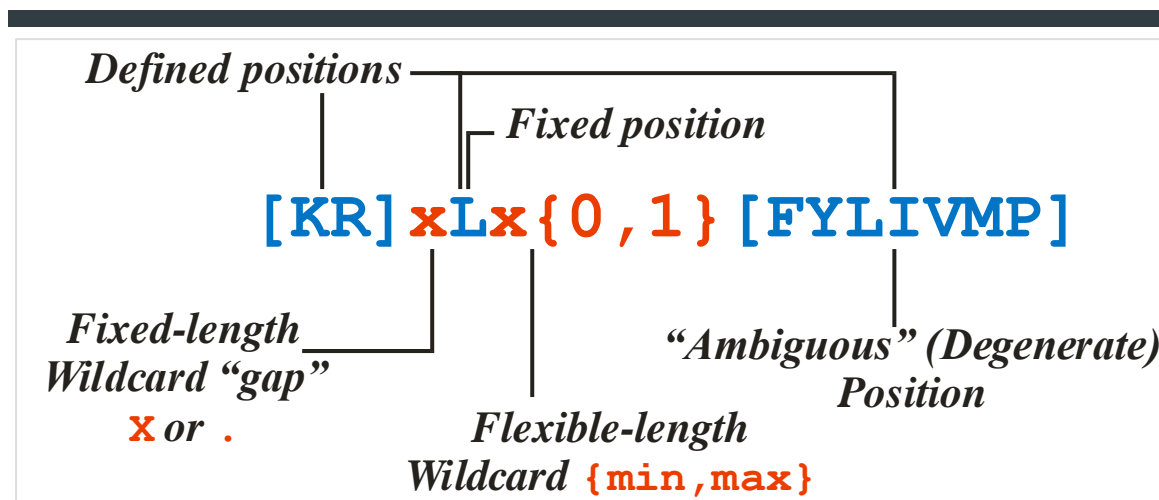 Defined positions
Fixed position
[KR]xLx{0,1}[FYLIVMP]
Fixed-length
Wildcard “gap”
x or .
“Ambiguous” (Degenerate)
Position
Flexible-length
Wildcard {min,max}